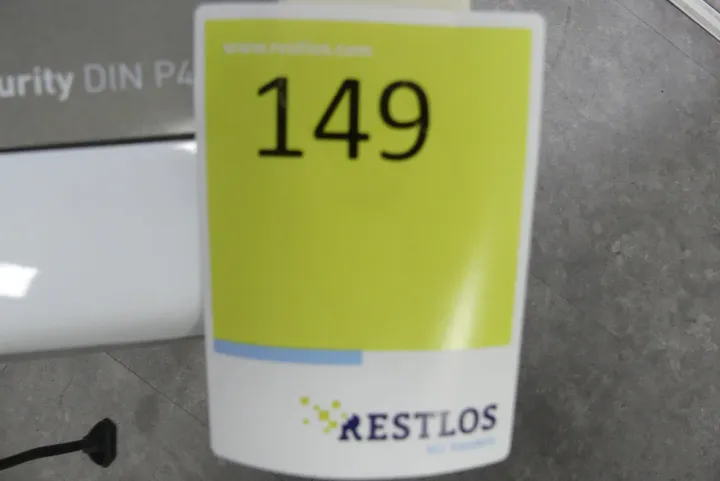 www.restlos.com
urity DIN P4
149
RESTLOS